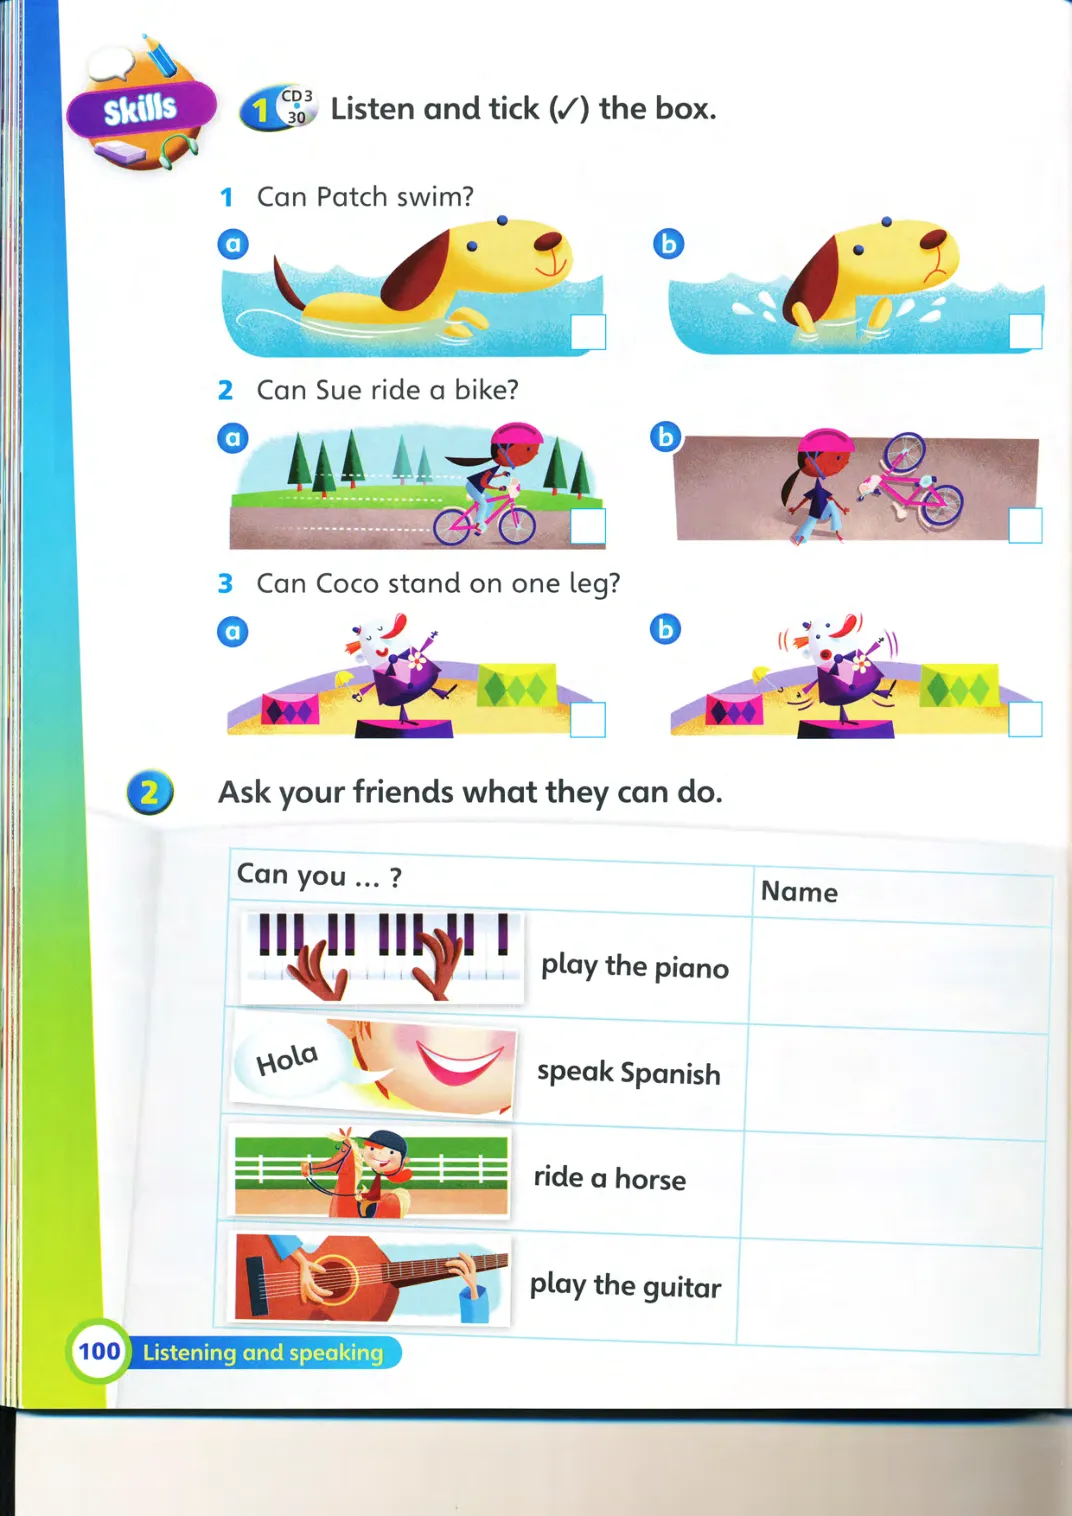 Skills
1 CD3 30 Listen and tick (✓) the box.
1 Can Patch swim?
a
b
2 Can Sue ride a bike?
a
b
3 Can Coco stand on one leg?
a
b
2 Ask your friends what they can do.
Can you ... ?
Name
play the piano
Hola
speak Spanish
ride a horse
play the guitar
100 Listening and speaking